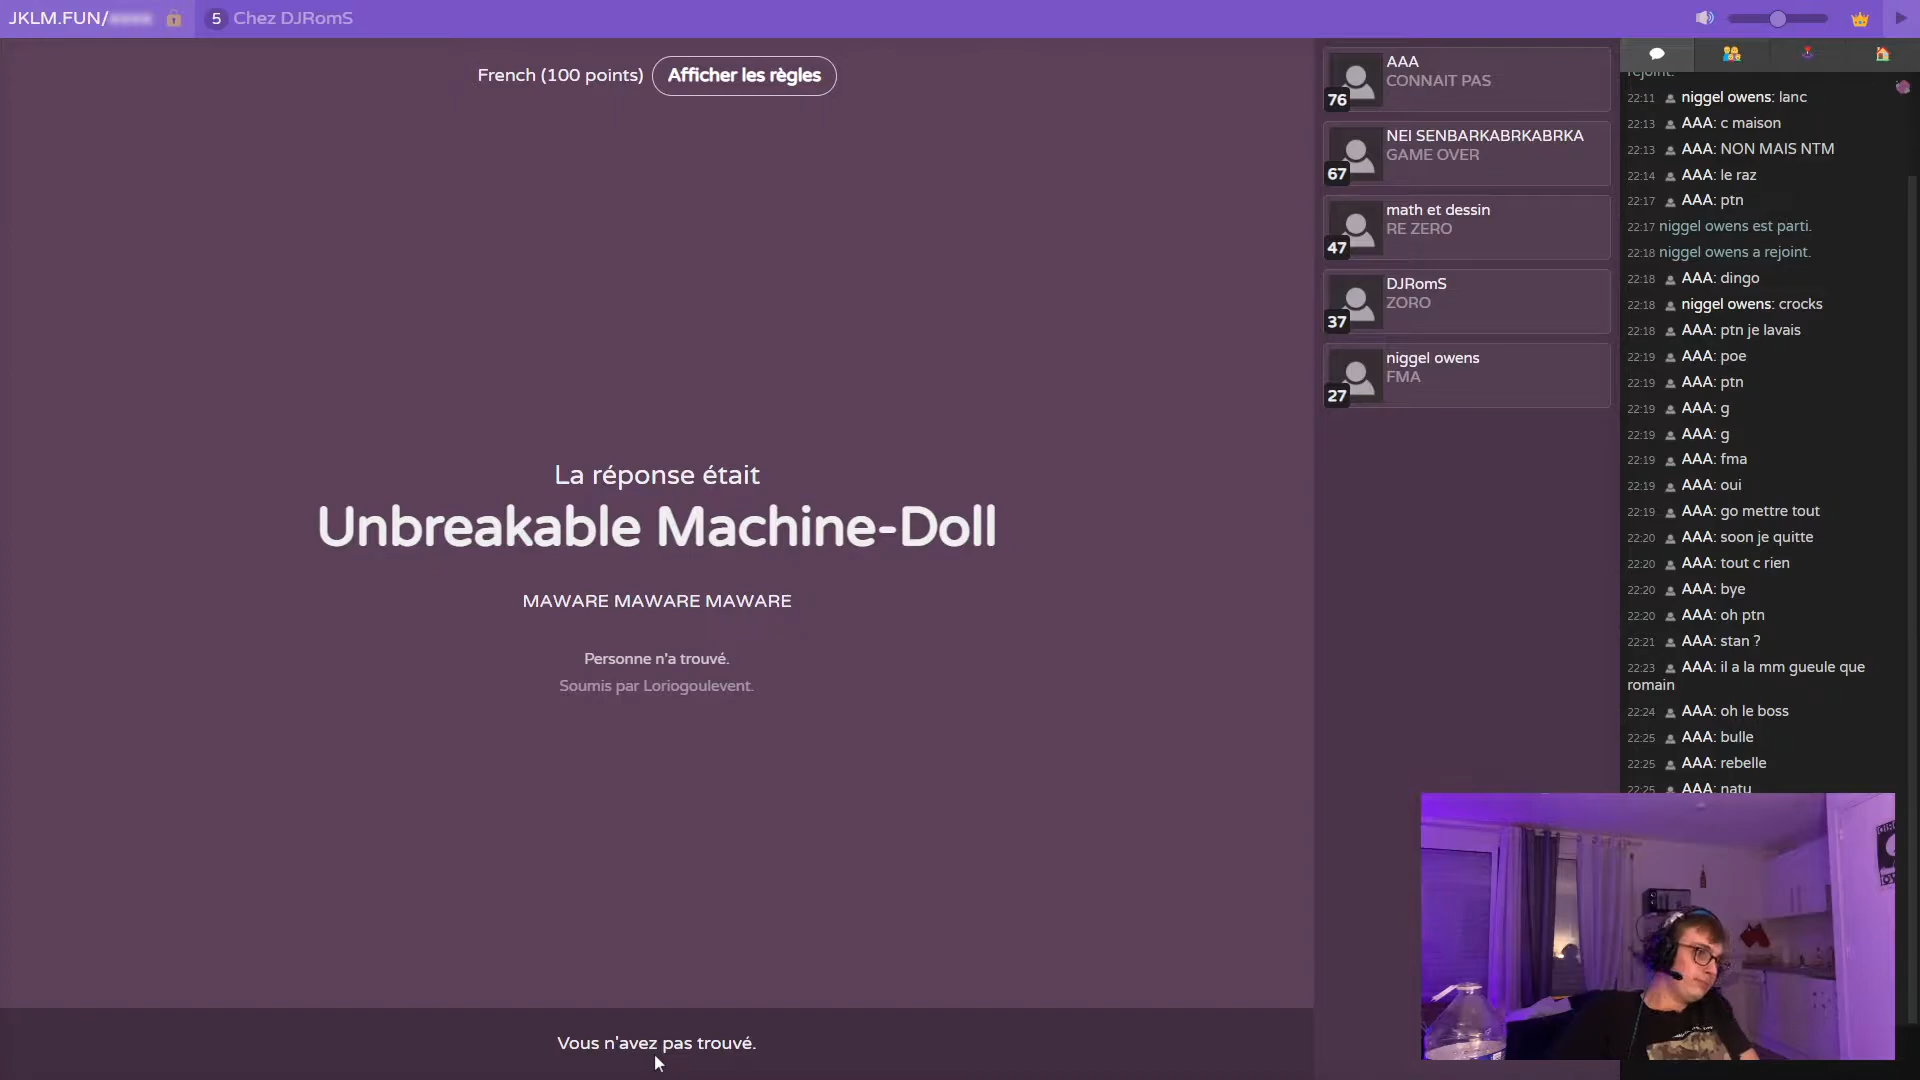 JKLM.FUN/
5 Chez DJRomS
French (100 points) Afficher les règles
La réponse était
Unbreakable Machine-Doll
MAWARE MAWARE MAWARE
Personne n'a trouvé.
Soumis par Loriogoulevent.
Vous n'avez pas trouvé.
AAA
CONNAIT PAS
76
NEI SENBARKABRKABRKA
GAME OVER
67
math et dessin
RE ZERO
47
DJRomS
ZORO
37
niggel owens
FMA
27
rejoint.
22:11 niggel owens: lanc
22:13 AAA: c maison
22:13 AAA: NON MAIS NTM
22:14 AAA: le raz
22:17 AAA: ptn
22:17 niggel owens est parti.
22:18 niggel owens a rejoint.
22:18 AAA: dingo
22:18 niggel owens: crocks
22:18 AAA: ptn je lavais
22:19 AAA: poe
22:19 AAA: ptn
22:19 AAA: g
22:19 AAA: g
22:19 AAA: fma
22:19 AAA: oui
22:19 AAA: go mettre tout
22:20 AAA: soon je quitte
22:20 AAA: tout c rien
22:20 AAA: bye
22:20 AAA: oh ptn
22:21 AAA: stan ?
22:23 AAA: il a la mm gueule que
romain
22:24 AAA: oh le boss
22:25 AAA: bulle
22:25 AAA: rebelle
22:25 AAA: natu